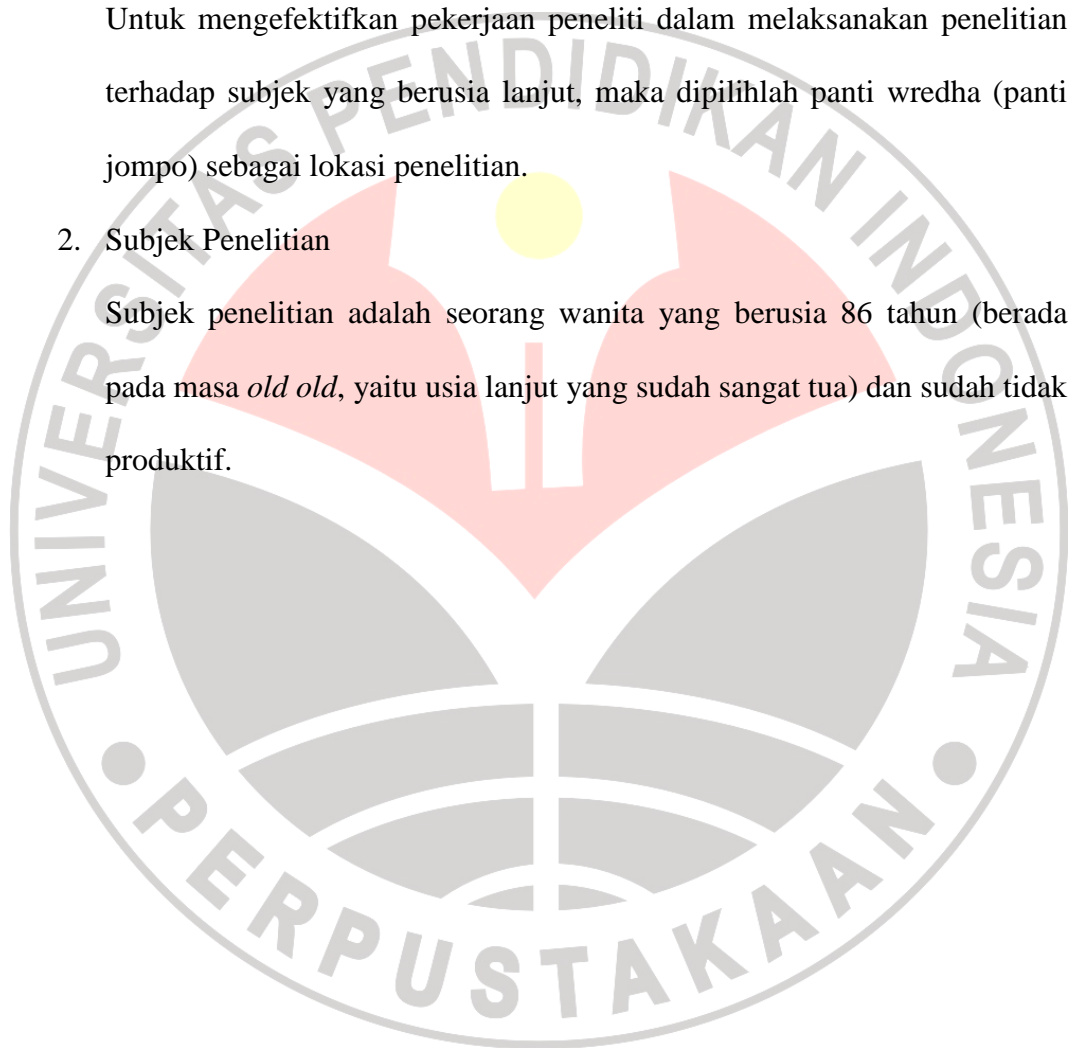 Untuk mengefektifkan pekerjaan peneliti dalam melaksanakan penelitian
terhadap subjek yang berusia lanjut, maka dipilihlah panti wredha (panti
jompo) sebagai lokasi penelitian.
2. Subjek Penelitian
Subjek penelitian adalah seorang wanita yang berusia 86 tahun (berada
pada masa old old, yaitu usia lanjut yang sudah sangat tua) dan sudah tidak
produktif.
UNIVERSITAS PENDIDIKAN INDONESIA
PERPUSTAKAAN